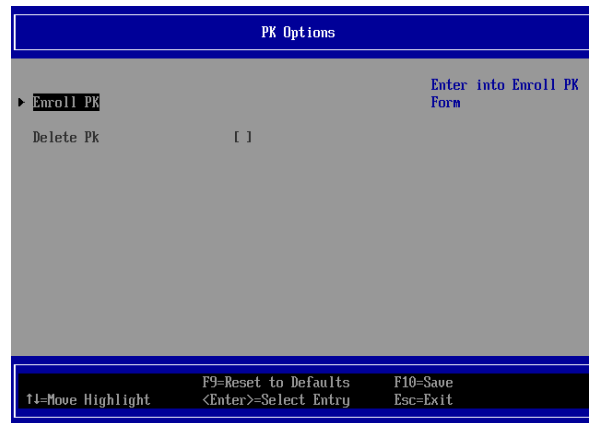 PK Options
Enter into Enroll PK
Form
Enroll PK
Delete Pk [ ]
F9=Reset to Defaults F10=Save
↑↓=Move Highlight <Enter>=Select Entry Esc=Exit